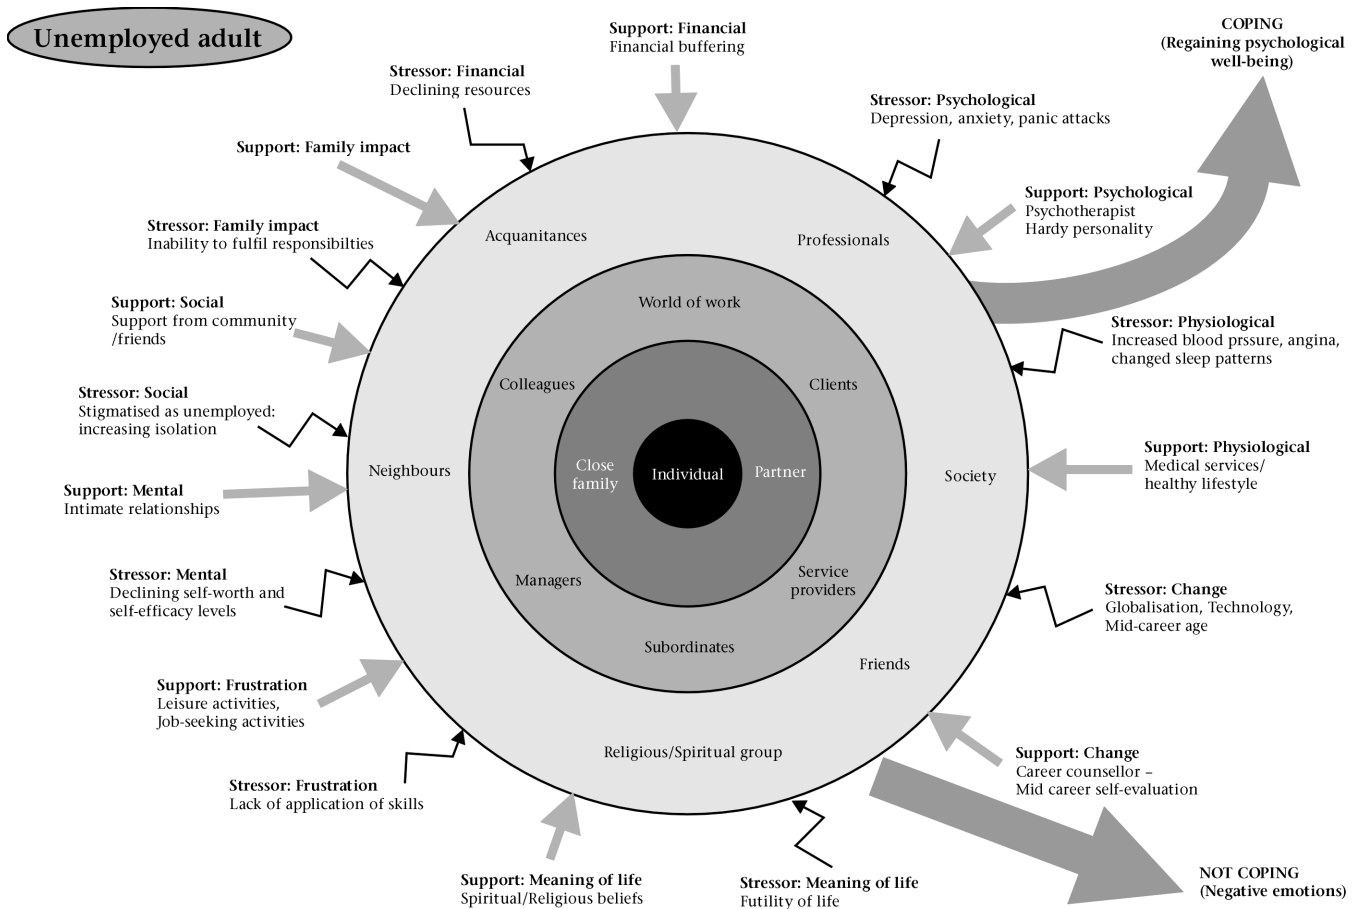 Unemployed adult
COPING
(Regaining psychological
well-being)
Support: Financial
Financial buffering
Stressor: Financial
Declining resources
Stressor: Psychological
Depression, anxiety, panic attacks
Support: Family impact
Support: Psychological
Psychotherapist
Hardy personality
Stressor: Family impact
Inability to fulfil responsibilties
Acquanitances
Professionals
Support: Social
Support from community
/friends
World of work
Stressor: Physiological
Increased blood prssure, angina,
changed sleep patterns
Stressor: Social
Stigmatised as unemployed:
increasing isolation
Colleagues
Clients
Neighbours
Close
family
Individual
Partner
Society
Support: Physiological
Medical services/
healthy lifestyle
Support: Mental
Intimate relationships
Stressor: Mental
Declining self-worth and
self-efficacy levels
Managers
Service
providers
Stressor: Change
Globalisation, Technology,
Mid-career age
Subordinates
Friends
Support: Frustration
Leisure activities,
Job-seeking activities
Religious/Spiritual group
Support: Change
Career counsellor –
Mid career self-evaluation
Stressor: Frustration
Lack of application of skills
Support: Meaning of life
Spiritual/Religious beliefs
Stressor: Meaning of life
Futility of life
NOT COPING
(Negative emotions)